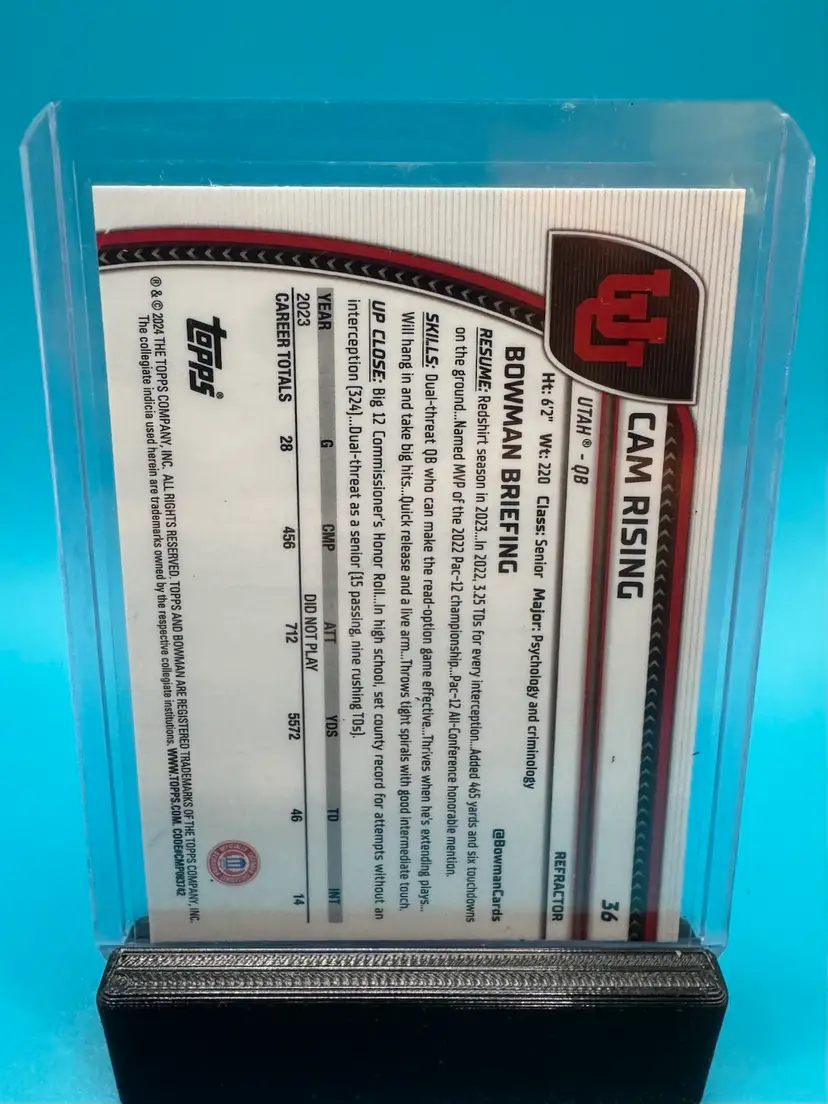 CAM RISING
36
UTAH® - QB
REFRACTOR
Ht: 6'2" Wt: 220 Class: Senior Major: Psychology and criminology
BOWMAN BRIEFING
@BowmanCards
RESUME: Redshirt season in 2023...In 2022, 3.25 TDs for every interception...Added 465 yards and six touchdowns
on the ground...Named MVP of the 2022 Pac-12 championship...Pac-12 All-Conference honorable mention.
SKILLS: Dual-threat QB who can make the read-option game effective...Thrives when he's extending plays...
Will hang in and take big hits...Quick release and a live arm...Throws tight spirals with good intermediate touch.
UP CLOSE: Big 12 Commissioner's Honor Roll...In high school, set county record for attempts without an
interception (324)...Dual-threat as a senior (15 passing, nine rushing TDs).
YEAR G CMP ATT YDS TD INT
2023 DID NOT PLAY
CAREER TOTALS 28 456 712 5572 46 14
topps®
® & © 2024 THE TOPPS COMPANY, INC. ALL RIGHTS RESERVED. TOPPS AND BOWMAN ARE REGISTERED TRADEMARKS OF THE TOPPS COMPANY, INC.
The collegiate indicia used herein are trademarks owned by the respective collegiate institutions. WWW.TOPPS.COM. CODE#CMP083742